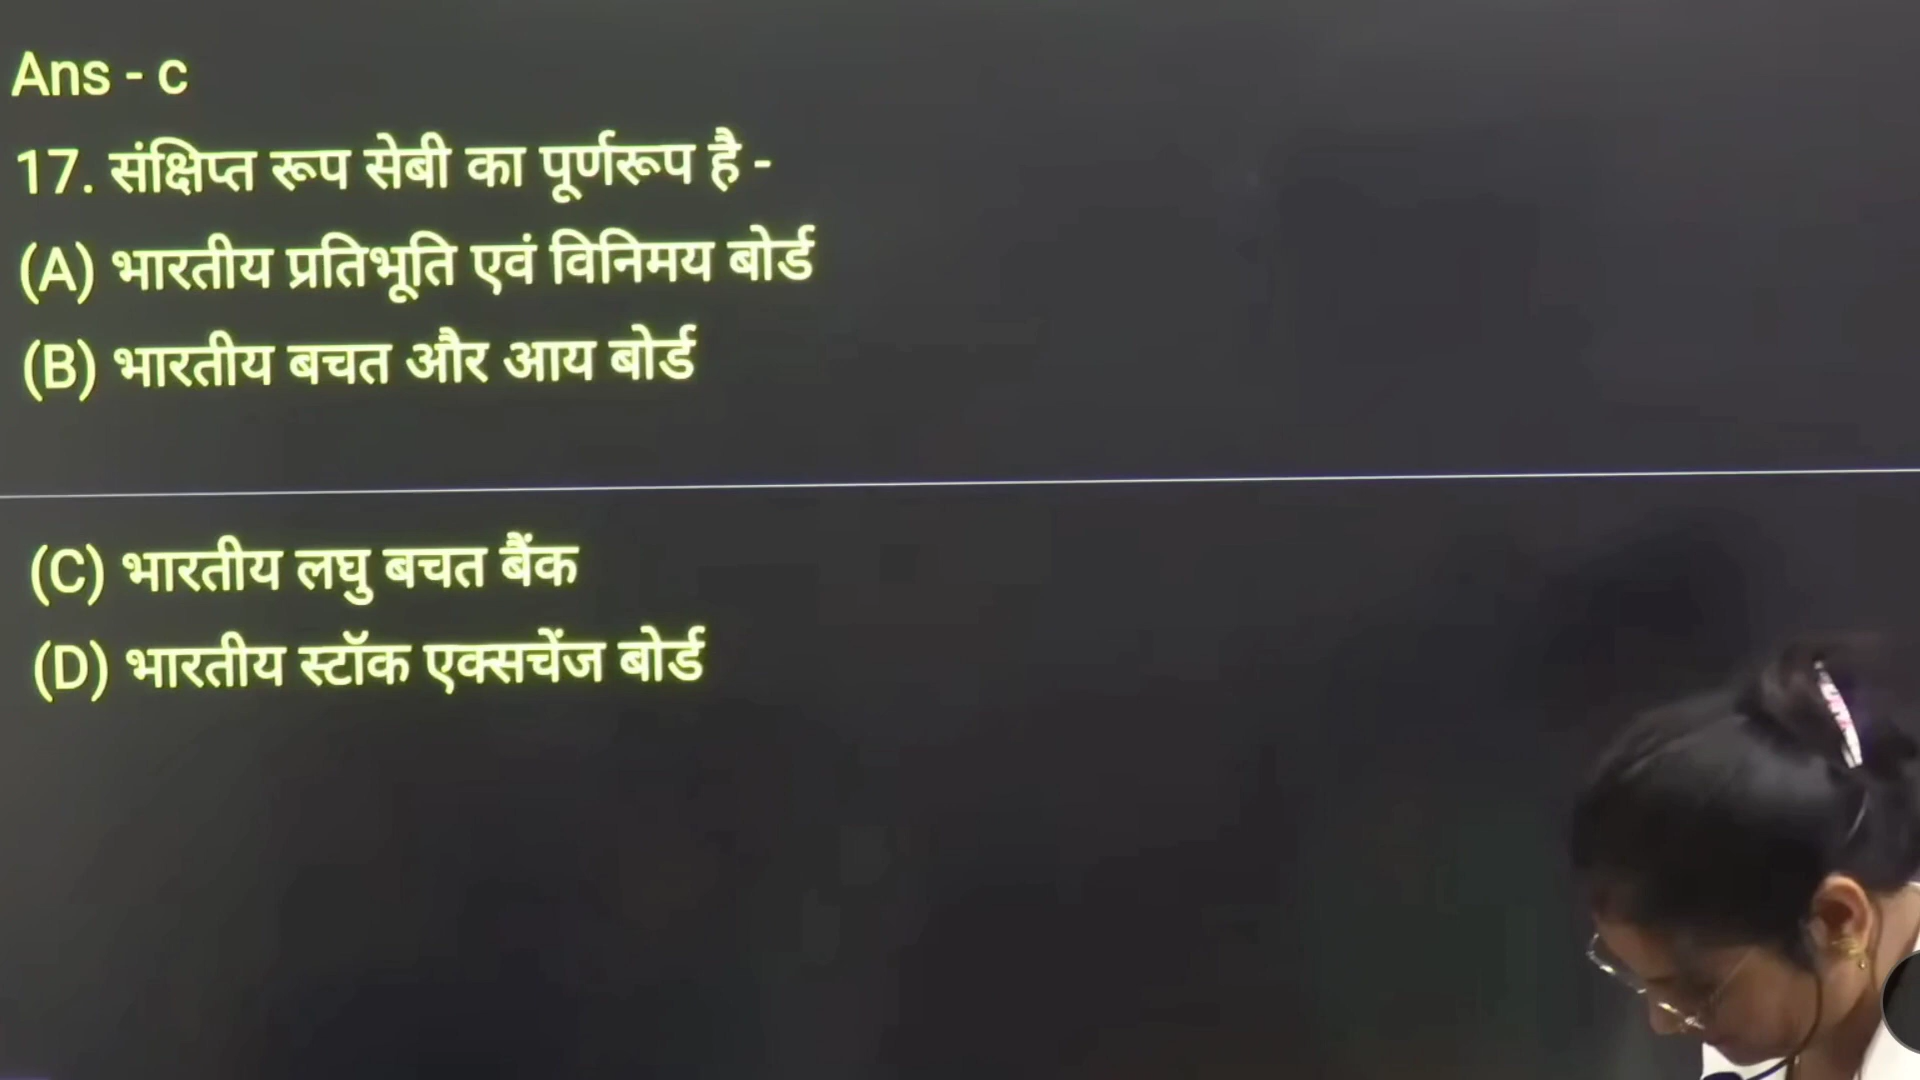 Ans - c
17. संक्षिप्त रूप सेबी का पूर्णरूप है -
(A) भारतीय प्रतिभूति एवं विनिमय बोर्ड
(B) भारतीय बचत और आय बोर्ड
(C) भारतीय लघु बचत बैंक
(D) भारतीय स्टॉक एक्सचेंज बोर्ड